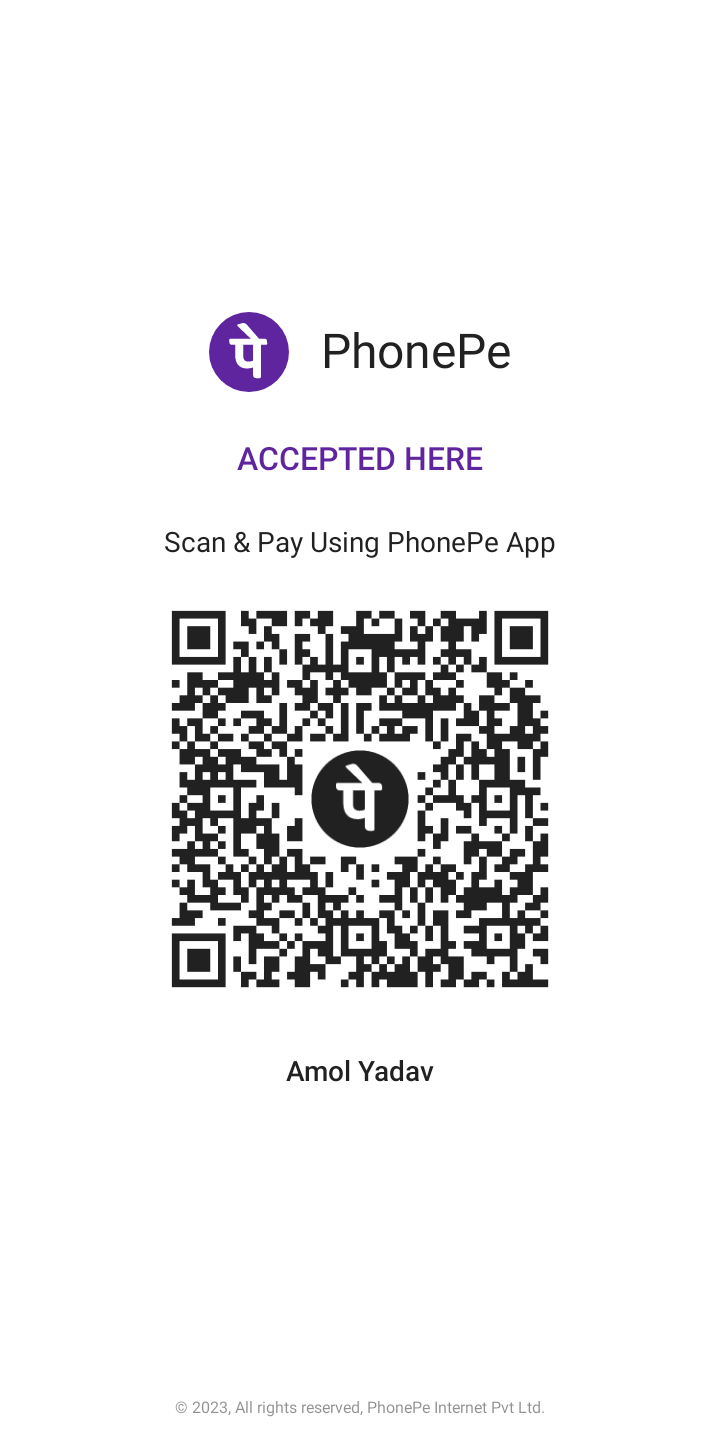 पे PhonePe
ACCEPTED HERE
Scan & Pay Using PhonePe App
पे
Amol Yadav
© 2023, All rights reserved, PhonePe Internet Pvt Ltd.